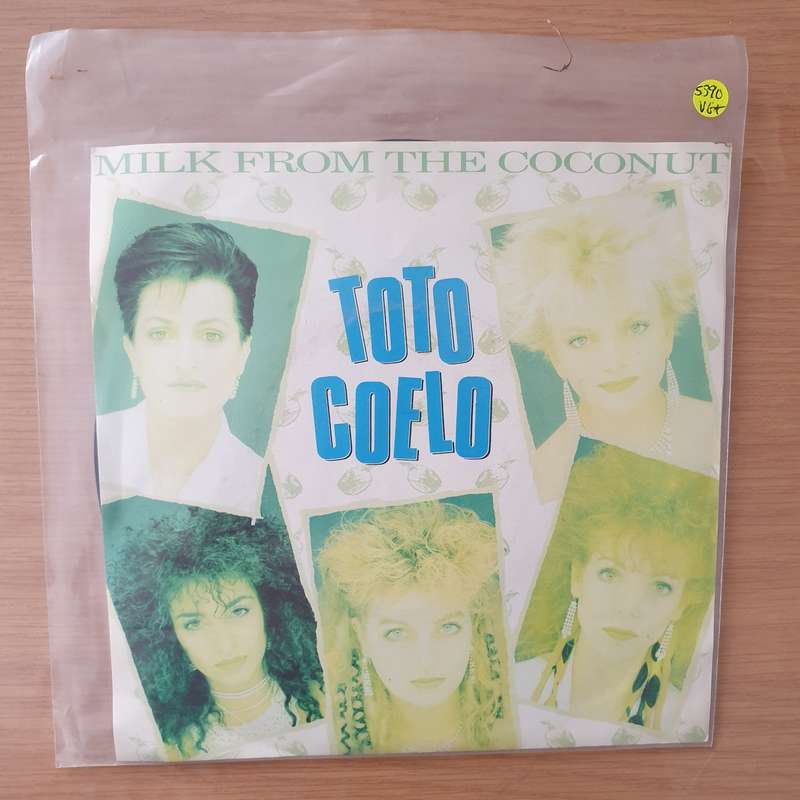 5390
VG+
MILK FROM THE COCONUT
TOTO
COELO